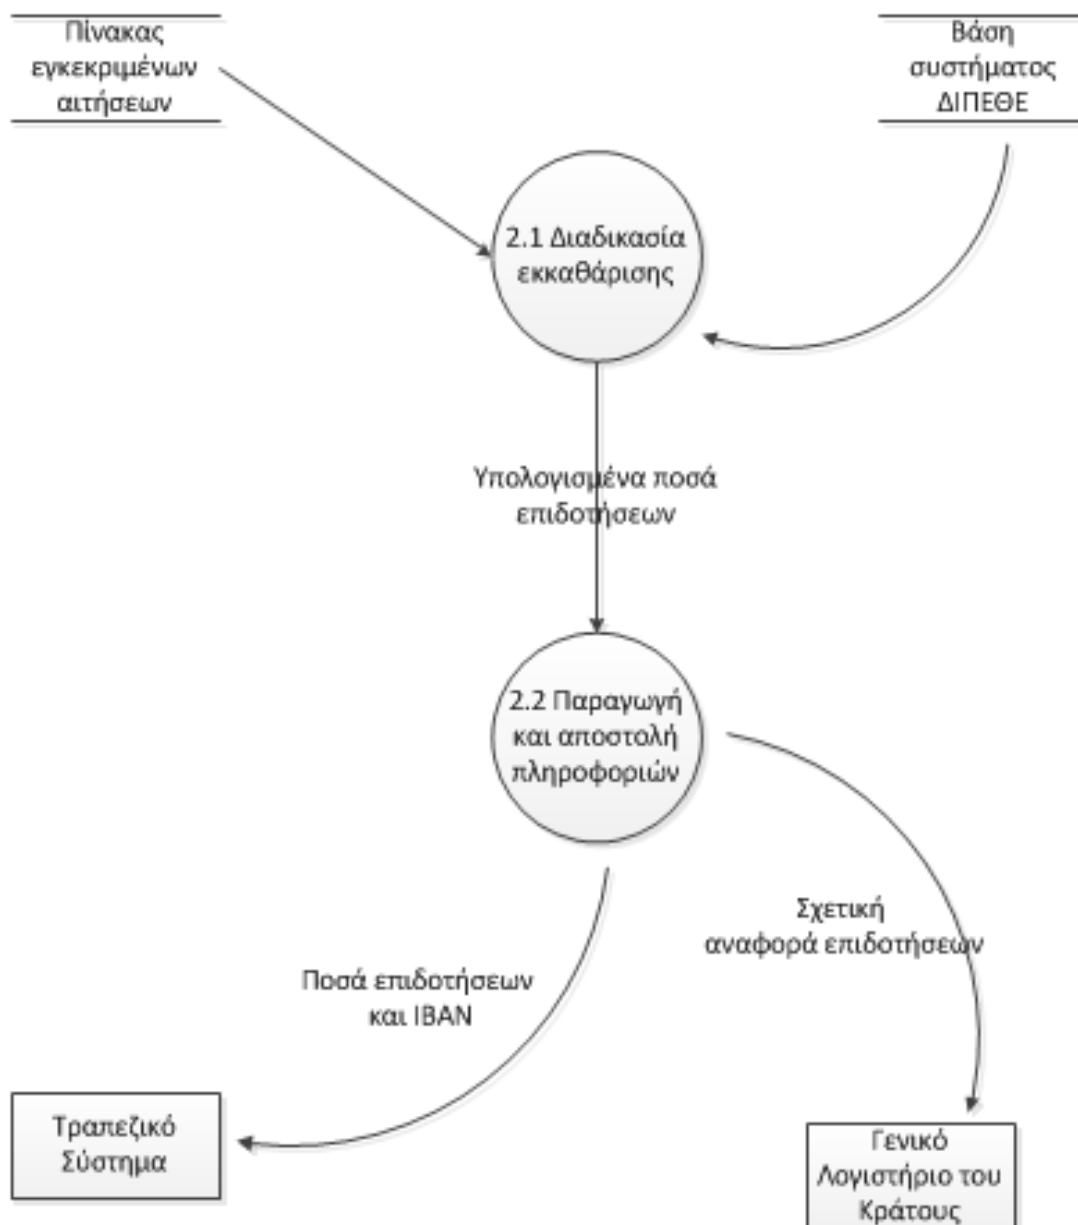 Πίνακας
εγκεκριμένων
αιτήσεων
Βάση
συστήματος
ΔΙΠΕΘΕ
2.1 Διαδικασία
εκκαθάρισης
Υπολογισμένα ποσά
επιδοτήσεων
2.2 Παραγωγή
και αποστολή
πληροφοριών
Σχετική
αναφορά επιδοτήσεων
Ποσά επιδοτήσεων
και IBAN
Τραπεζικό
Σύστημα
Γενικό
Λογιστήριο του
Κράτους